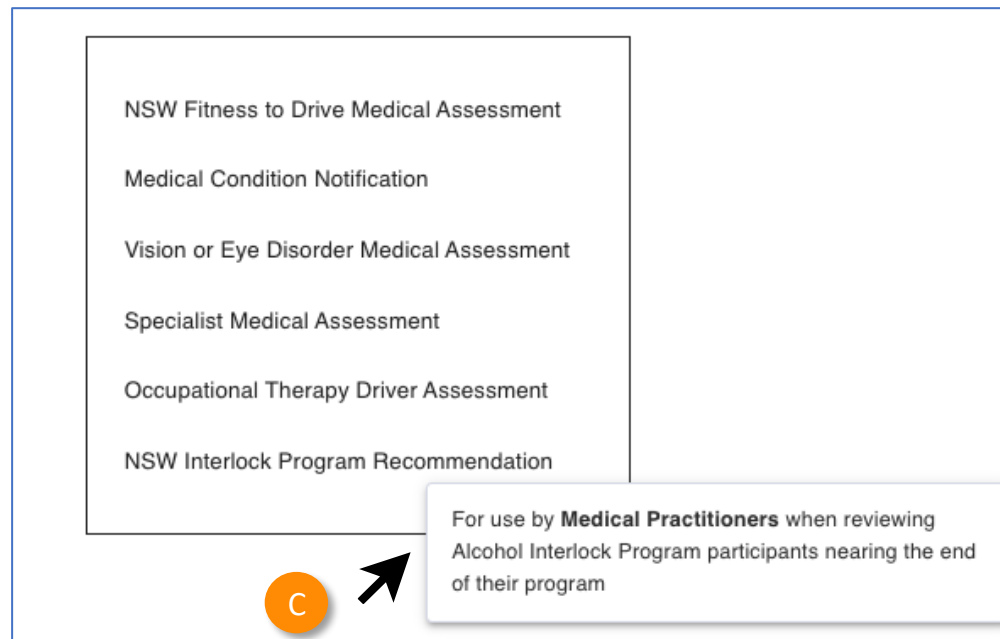 NSW Fitness to Drive Medical Assessment
Medical Condition Notification
Vision or Eye Disorder Medical Assessment
Specialist Medical Assessment
Occupational Therapy Driver Assessment
NSW Interlock Program Recommendation
For use by Medical Practitioners when reviewing
Alcohol Interlock Program participants nearing the end
of their program
C